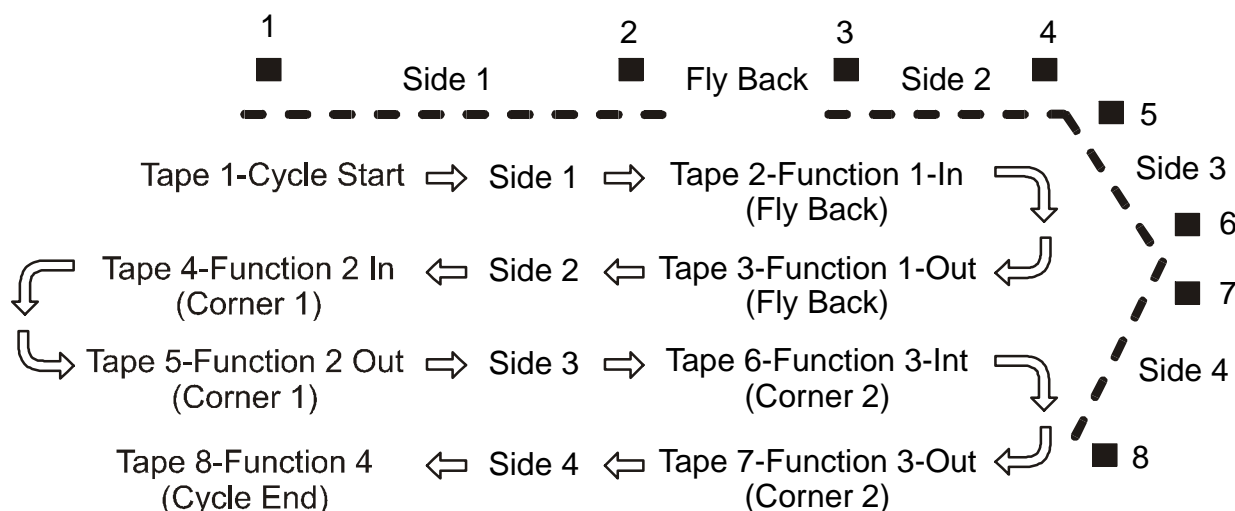 1
2
3
4
Side 1
Fly Back
Side 2
5
Side 3
6
7
Side 4
8
Tape 1-Cycle Start
Side 1
Tape 2-Function 1-In
(Fly Back)
Tape 3-Function 1-Out
(Fly Back)
Side 2
Tape 4-Function 2 In
(Corner 1)
Tape 5-Function 2 Out
(Corner 1)
Side 3
Tape 6-Function 3-Int
(Corner 2)
Tape 7-Function 3-Out
(Corner 2)
Side 4
Tape 8-Function 4
(Cycle End)